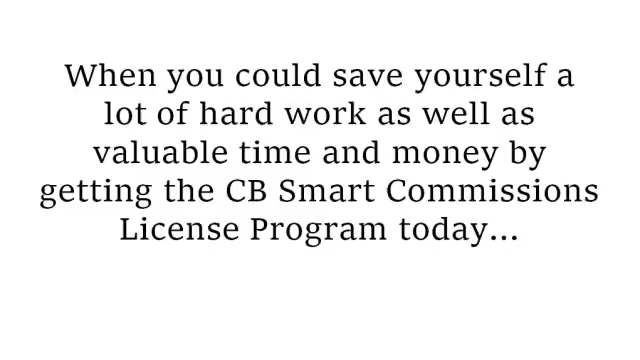 When you could save yourself a
lot of hard work as well as
valuable time and money by
getting the CB Smart Commissions
License Program today...